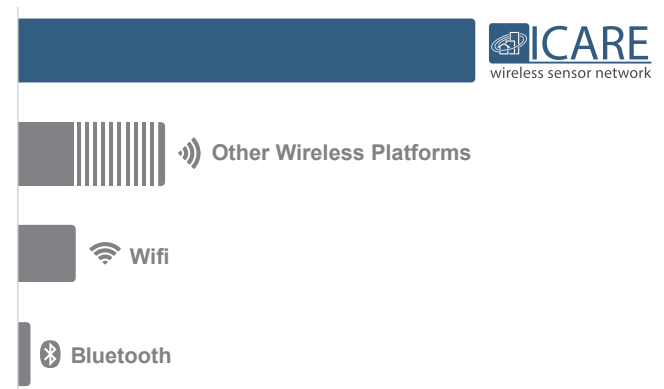 ICARE
wireless sensor network
Other Wireless Platforms
Wifi
Bluetooth